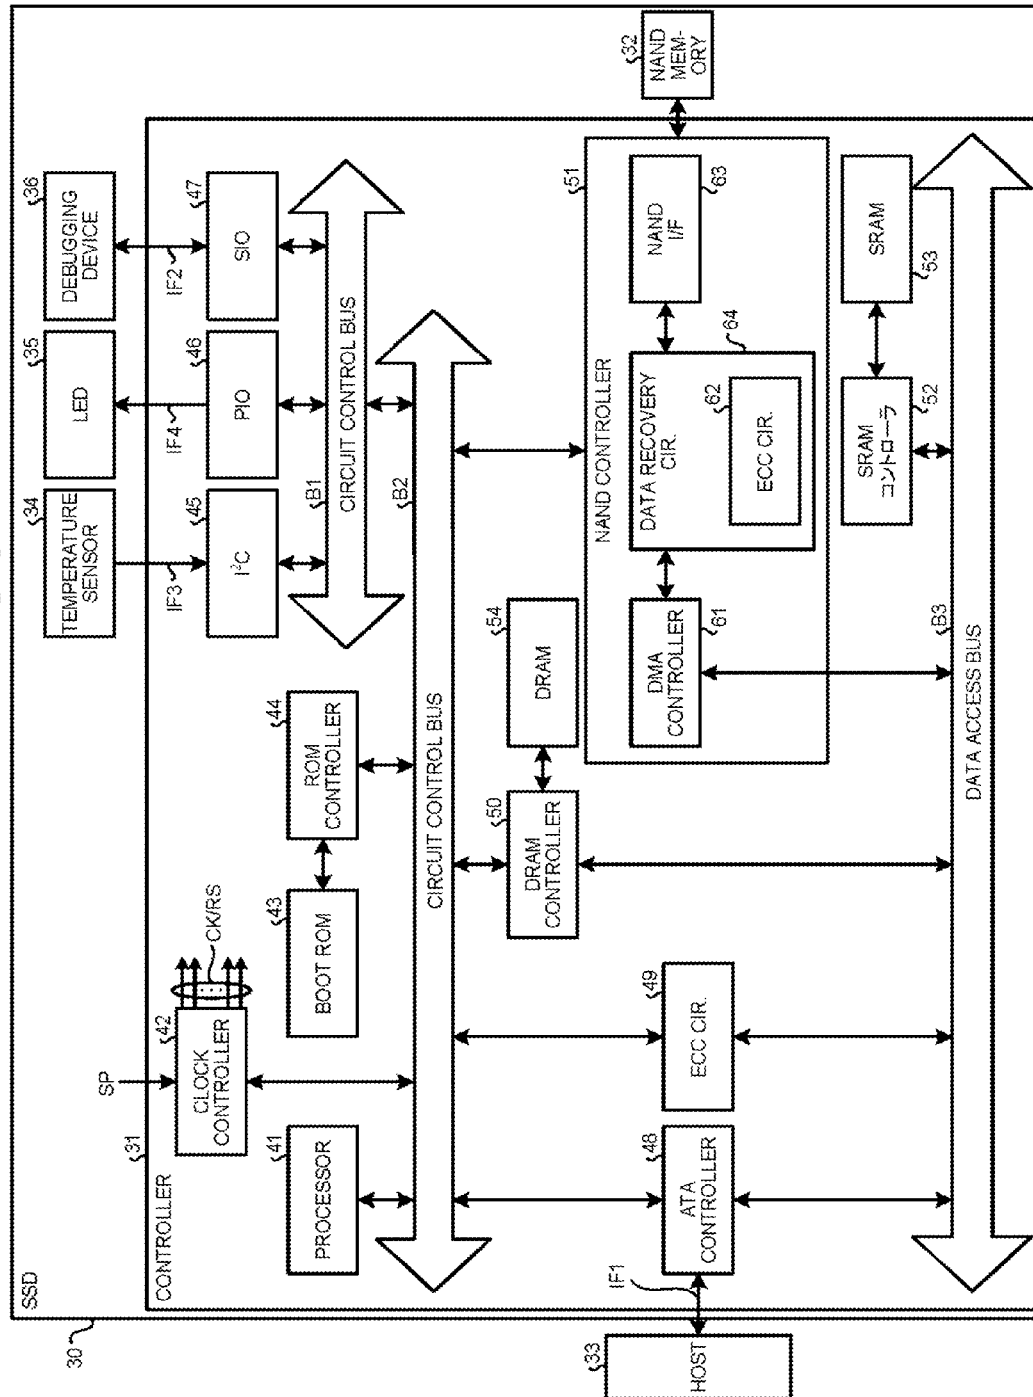 SSD
30
CONTROLLER
31
SP
TEMPERATURE
SENSOR
34
LED
35
DEBUGGING
DEVICE
36
IF3
IF4
IF2
CLOCK
CONTROLLER
42
CK/RS
I²C
45
PIO
46
SIO
47
PROCESSOR
41
BOOT ROM
43
ROM
CONTROLLER
44
B1
CIRCUIT CONTROL BUS
B2
CIRCUIT CONTROL BUS
DRAM
CONTROLLER
50
DRAM
54
NAND CONTROLLER
51
HOST
33
IF1
ATA
CONTROLLER
48
ECC CIR.
49
DMA
CONTROLLER
61
DATA RECOVERY
CIR.
64
ECC CIR.
62
NAND
I/F
63
NAND
MEM-
ORY
32
SRAM
コントローラ
52
SRAM
53
B3
DATA ACCESS BUS